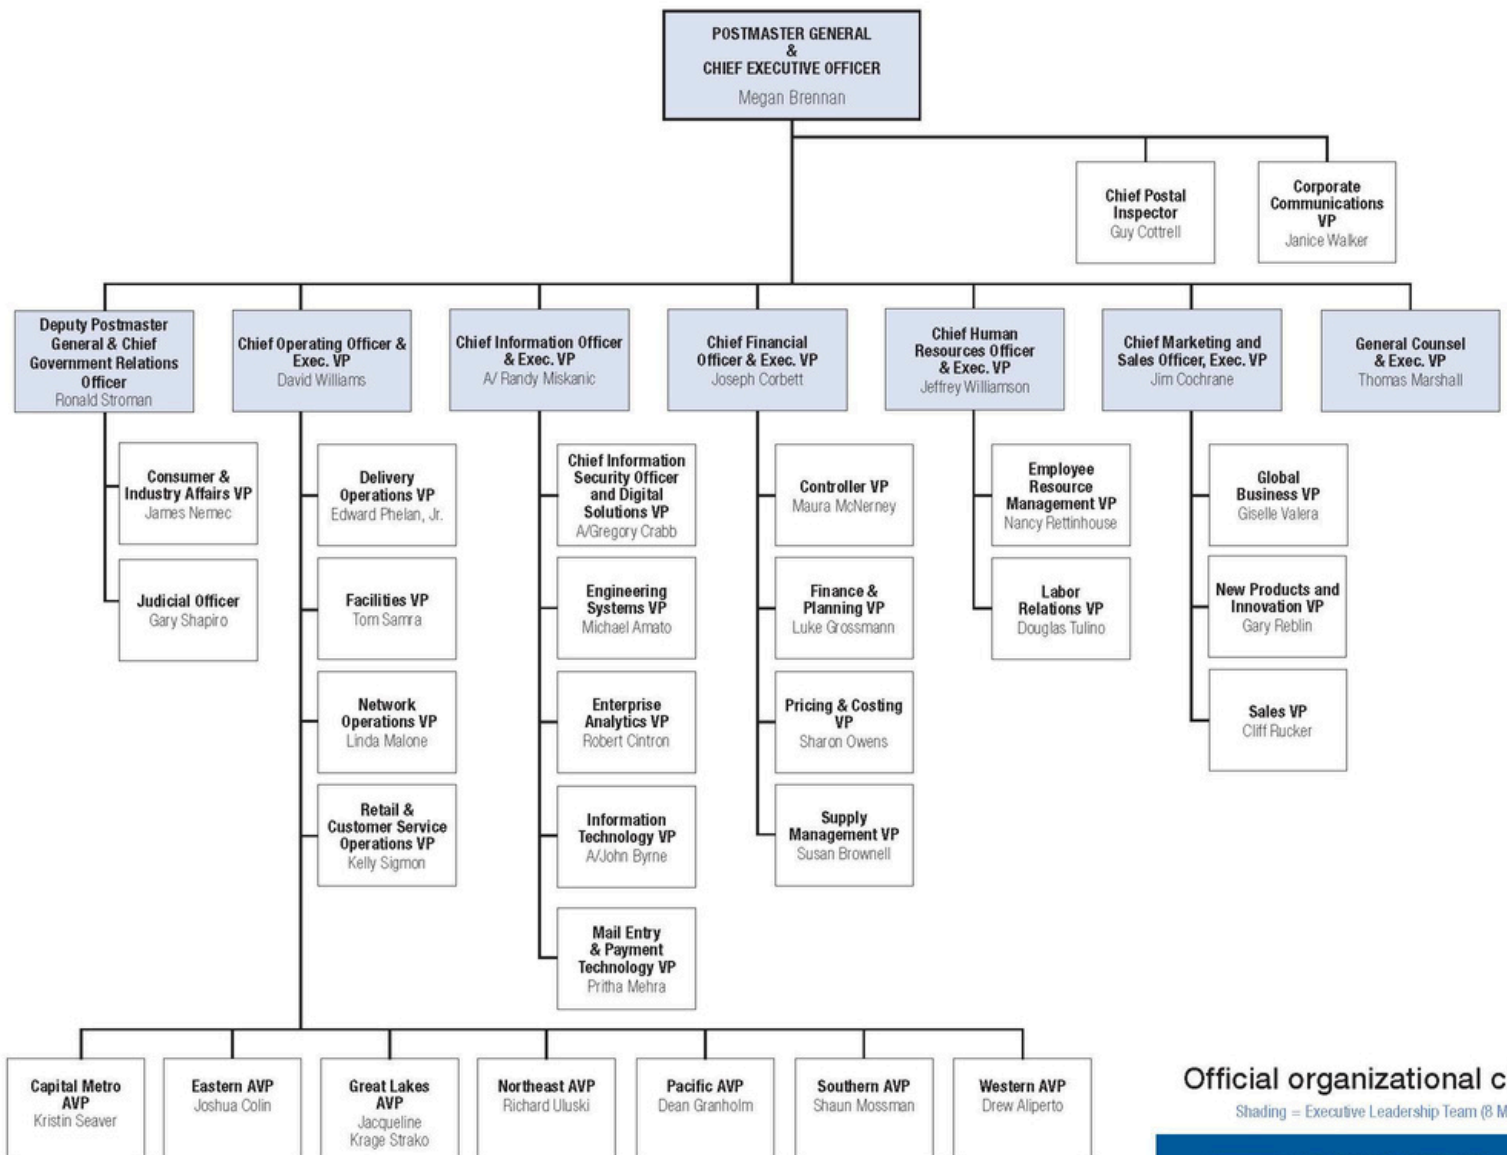 POSTMASTER GENERAL
&
CHIEF EXECUTIVE OFFICER
Megan Brennan
Chief Postal
Inspector
Guy Cottrell
Corporate
Communications
VP
Janice Walker
Deputy Postmaster
General & Chief
Government Relations
Officer
Ronald Stroman
Chief Operating Officer &
Exec. VP
David Williams
Chief Information Officer
& Exec. VP
A/ Randy Miskanic
Chief Financial
Officer & Exec. VP
Joseph Corbett
Chief Human
Resources Officer
& Exec. VP
Jeffrey Williamson
Chief Marketing and
Sales Officer, Exec. VP
Jim Cochrane
General Counsel
& Exec. VP
Thomas Marshall
Consumer &
Industry Affairs VP
James Nemec
Judicial Officer
Gary Shapiro
Delivery
Operations VP
Edward Phelan, Jr.
Facilities VP
Tom Samra
Network
Operations VP
Linda Malone
Retail &
Customer Service
Operations VP
Kelly Sigmon
Chief Information
Security Officer
and Digital
Solutions VP
A/Gregory Crabb
Engineering
Systems VP
Michael Amato
Enterprise
Analytics VP
Robert Cintron
Information
Technology VP
A/John Byrne
Mail Entry
& Payment
Technology VP
Pritha Mehra
Controller VP
Maura McNerney
Finance &
Planning VP
Luke Grossmann
Pricing & Costing
VP
Sharon Owens
Supply
Management VP
Susan Brownell
Employee
Resource
Management VP
Nancy Rettinhouse
Labor
Relations VP
Douglas Tulino
Global
Business VP
Giselle Valera
New Products and
Innovation VP
Gary Reblin
Sales VP
Cliff Rucker
Capital Metro
AVP
Kristin Seaver
Eastern AVP
Joshua Colin
Great Lakes
AVP
Jacqueline
Krage Strako
Northeast AVP
Richard Uluski
Pacific AVP
Dean Granholm
Southern AVP
Shaun Mossman
Western AVP
Drew Aliperto
Official organizational c
Shading = Executive Leadership Team (8 M